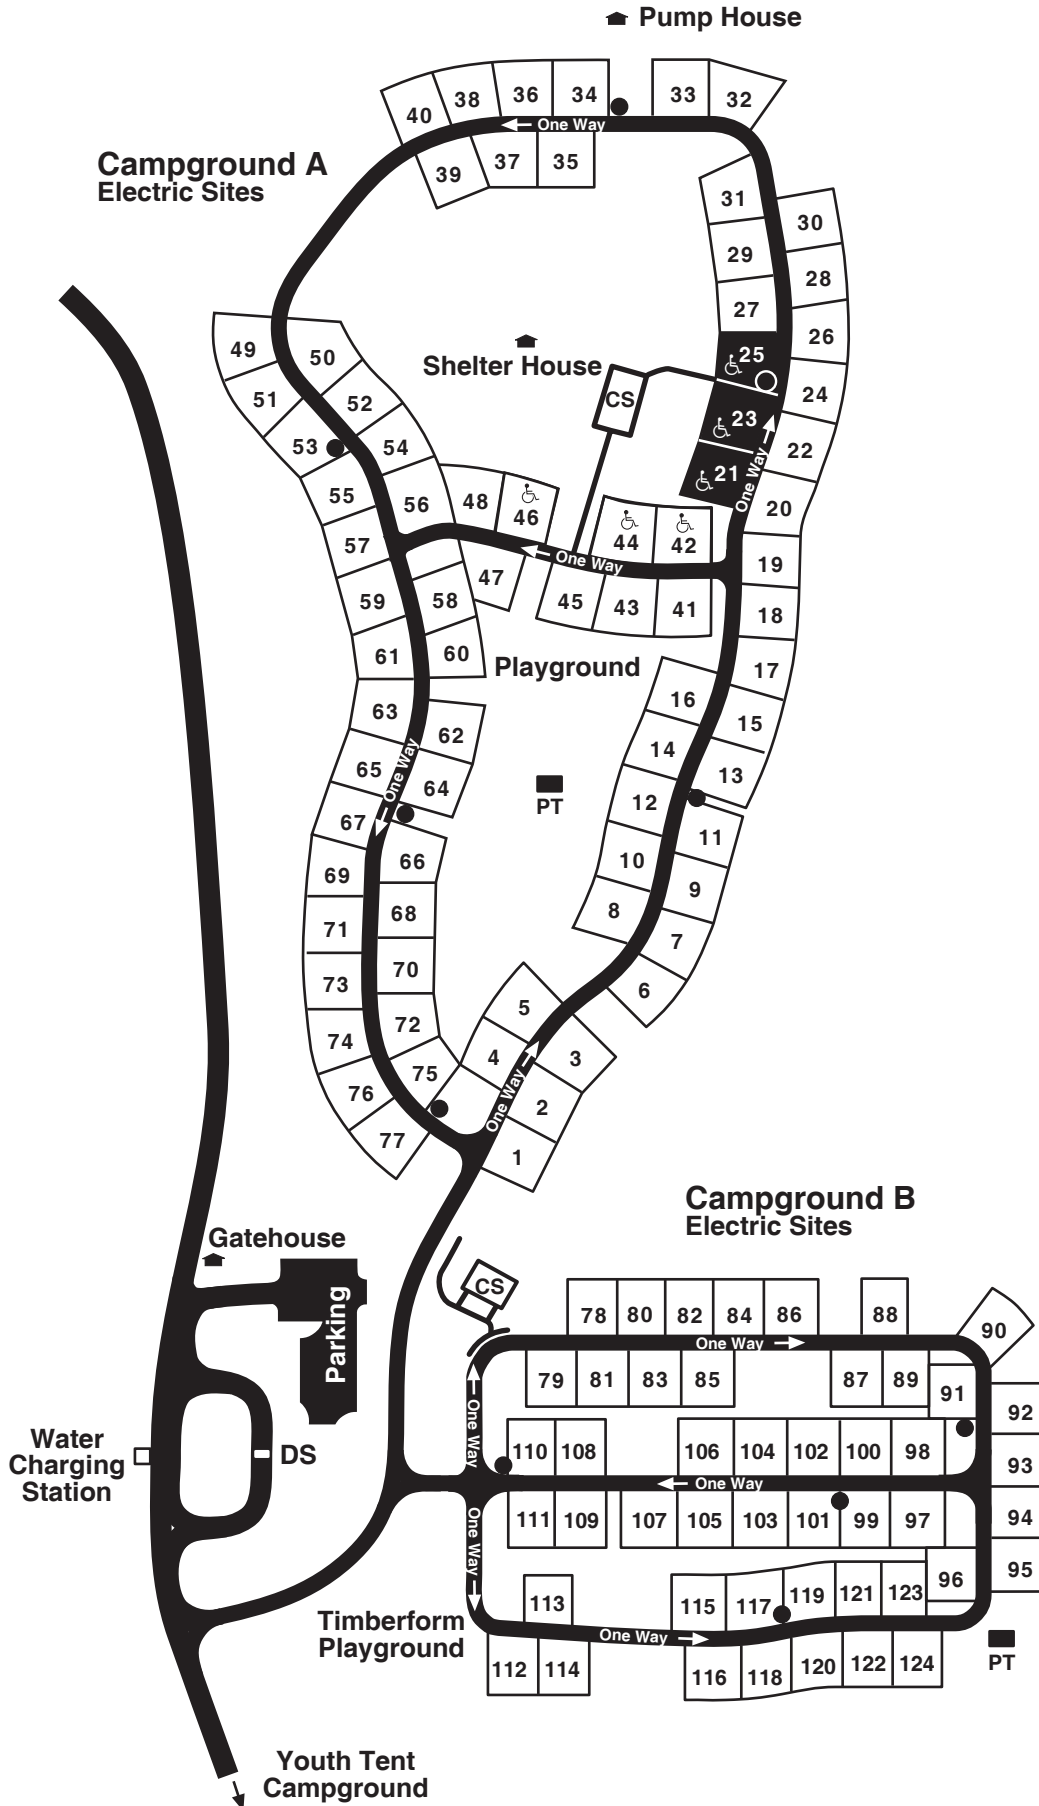 Pump House
40 38 36 34 33 32
One Way
Campground A
Electric Sites
39 37 35
31 30
29 28
27 26
49 50
Shelter House
25 24
51 52
CS
23 22
53 54
21 20
One Way
55 56 48 46
44 42
57
One Way
19
47
59 58 45 43 41 18
61 60
Playground
17
63 62
16 15
14 13
65 64
One Way
PT
12 11
67 66
10 9
69
68
8 7
71
70
6
73
5
72
74
4 3
75
76
One Way
2
77
1
Campground B
Electric Sites
Gatehouse
Parking
CS
78 80 82 84 86 88 90
One Way
79 81 83 85 87 89 91
92
One Way
110 108 106 104 102 100 98
93
Water
Charging
Station
DS
One Way
111 109 107 105 103 101 99 97
94
One Way
95
113 115 117 119 121 123 96
Timberform
Playground
One Way
112 114 116 118 120 122 124
PT
Youth Tent
Campground